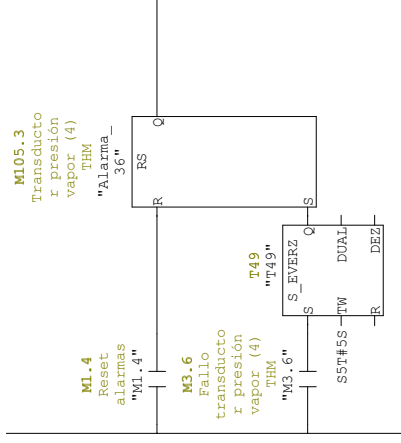 M105.3
Transducto
r presión
vapor (4)
THM
"Alarma_
36"
M1.4
Reset
alarmas
"M1.4"
R
RS
Q
M3.6
Fallo
transducto
r presión
vapor (4)
THM
"M3.6"
T49
"T49"
S_EVERZ
S
Q
S
S5T#5S
TW
DUAL
R
DEZ